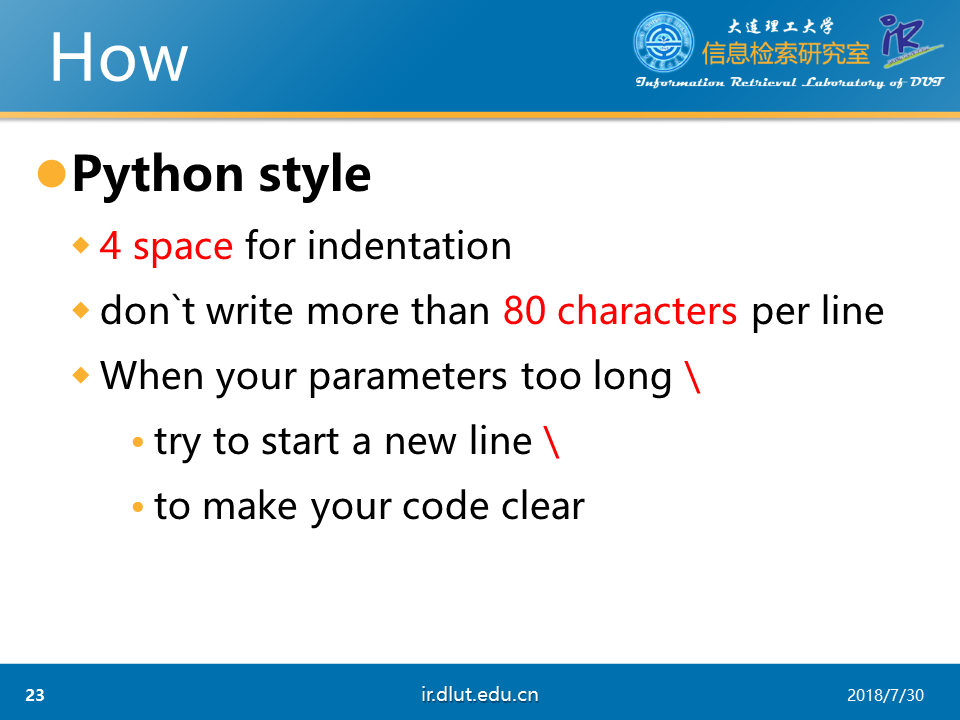 How
大连理工大学
信息检索研究室
Information Retrieval Laboratory of DUT
Python style
4 space for indentation
don`t write more than 80 characters per line
When your parameters too long \
try to start a new line \
to make your code clear
23
ir.dlut.edu.cn
2018/7/30